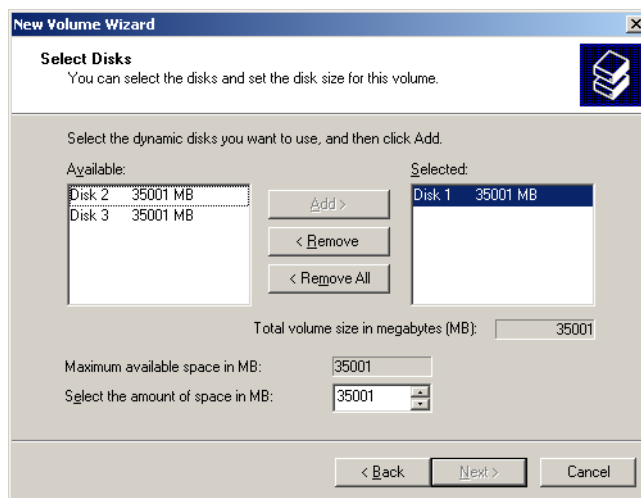 New Volume Wizard
Select Disks
You can select the disks and set the disk size for this volume.
Select the dynamic disks you want to use, and then click Add.
Available:
Selected:
Disk 2 35001 MB
Disk 3 35001 MB
Add >
< Remove
< Remove All
Disk 1 35001 MB
Total volume size in megabytes (MB): 35001
Maximum available space in MB: 35001
Select the amount of space in MB: 35001
< Back
Next >
Cancel